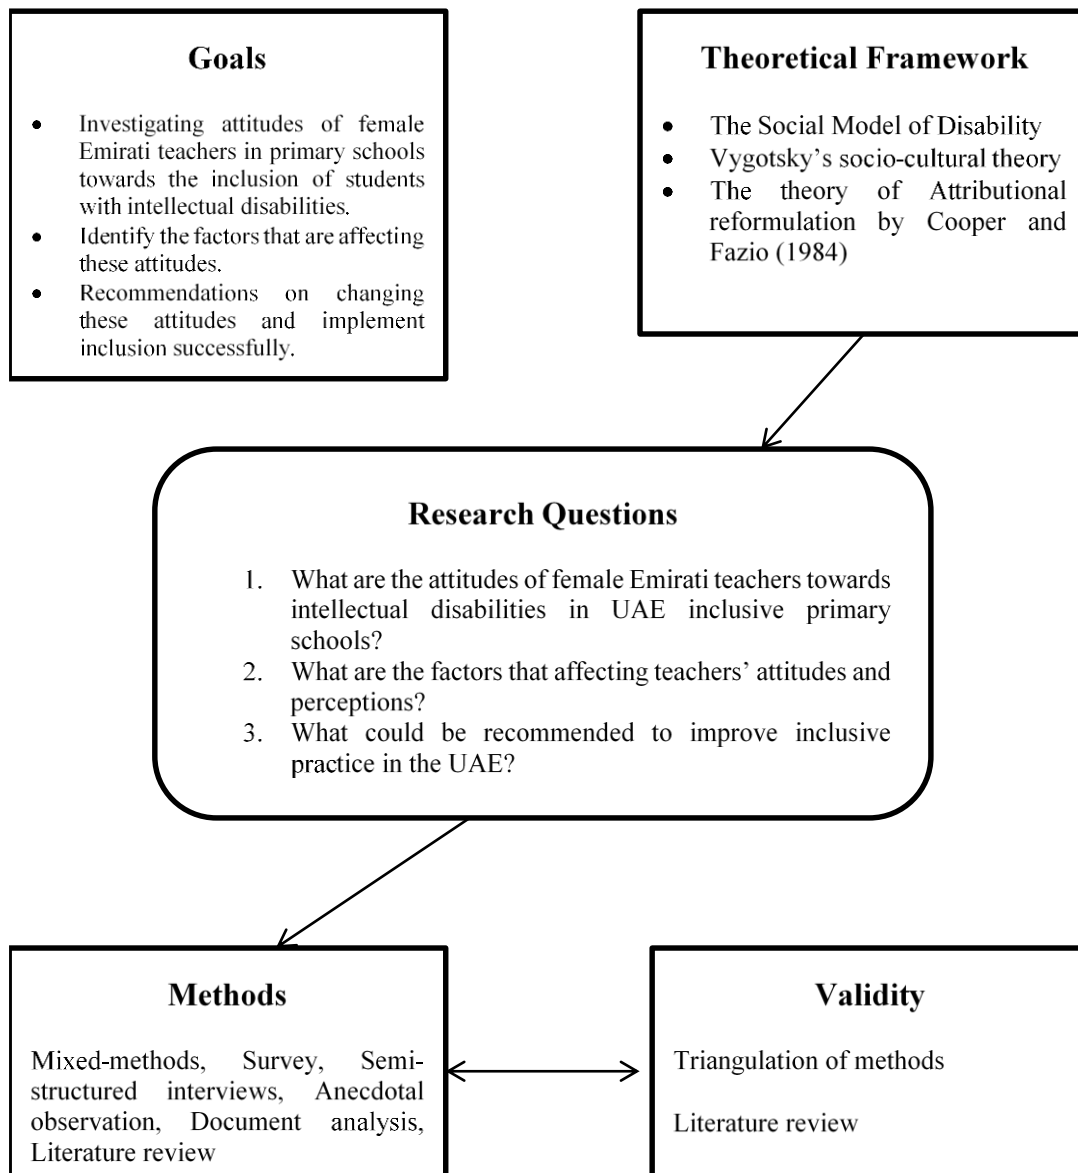 Goals
• Investigating attitudes of female
Emirati teachers in primary schools
towards the inclusion of students
with intellectual disabilities.
• Identify the factors that are affecting
these attitudes.
• Recommendations on changing
these attitudes and implement
inclusion successfully.
Theoretical Framework
• The Social Model of Disability
• Vygotsky’s socio-cultural theory
• The theory of Attributional
reformulation by Cooper and
Fazio (1984)
Research Questions
1. What are the attitudes of female Emirati teachers towards
intellectual disabilities in UAE inclusive primary
schools?
2. What are the factors that affecting teachers’ attitudes and
perceptions?
3. What could be recommended to improve inclusive
practice in the UAE?
Methods
Mixed-methods, Survey, Semi-
structured interviews, Anecdotal
observation, Document analysis,
Literature review
Validity
Triangulation of methods
Literature review